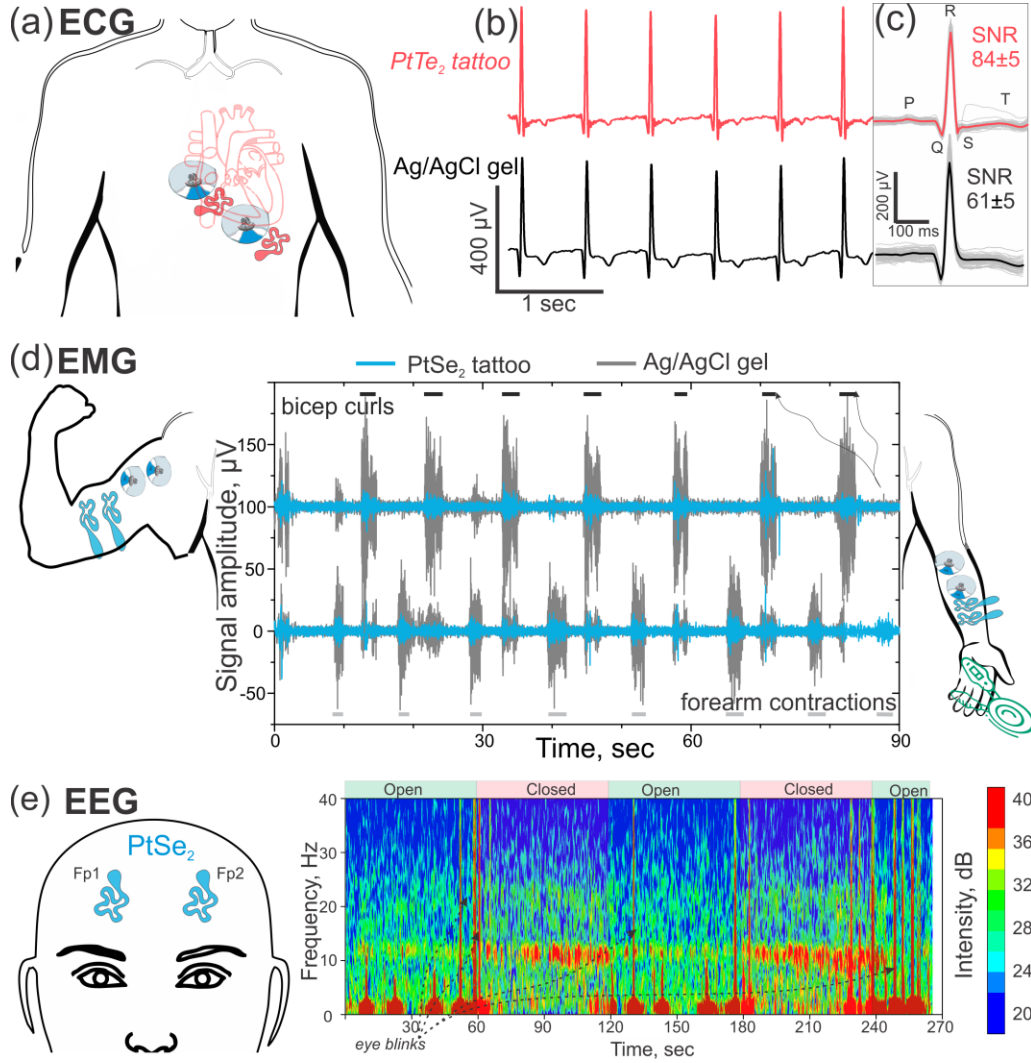 (a) ECG
(b)
PtTe₂ tattoo
Ag/AgCl gel
400 µV
1 sec
(c)
R
SNR
84±5
P
T
Q
S
SNR
61±5
200 µV
100 ms
(d) EMG
PtSe₂ tattoo
Ag/AgCl gel
bicep curls
150
100
50
0
-50
Signal amplitude, µV
forearm contractions
0
30
60
90
Time, sec
(e) EEG
PtSe₂
Fp1
Fp2
Open
Closed
Open
Closed
Open
40
30
20
10
0
Frequency, Hz
30
60
90
120
150
180
210
240
270
eye blinks
Time, sec
40
36
32
28
24
20
Intensity, dB